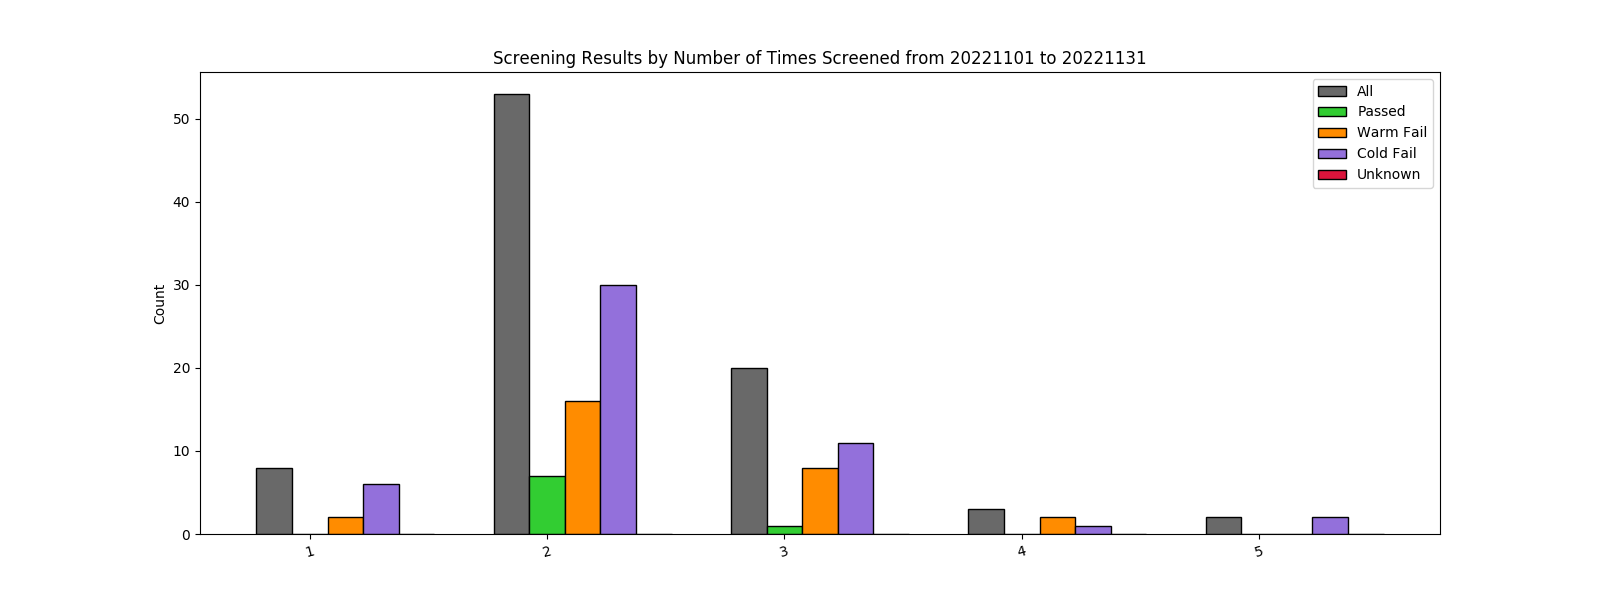 Screening Results by Number of Times Screened from 20221101 to 20221131
All
Passed
Warm Fail
Cold Fail
Unknown
Count
50
40
30
20
10
0
1 2 3 4 5